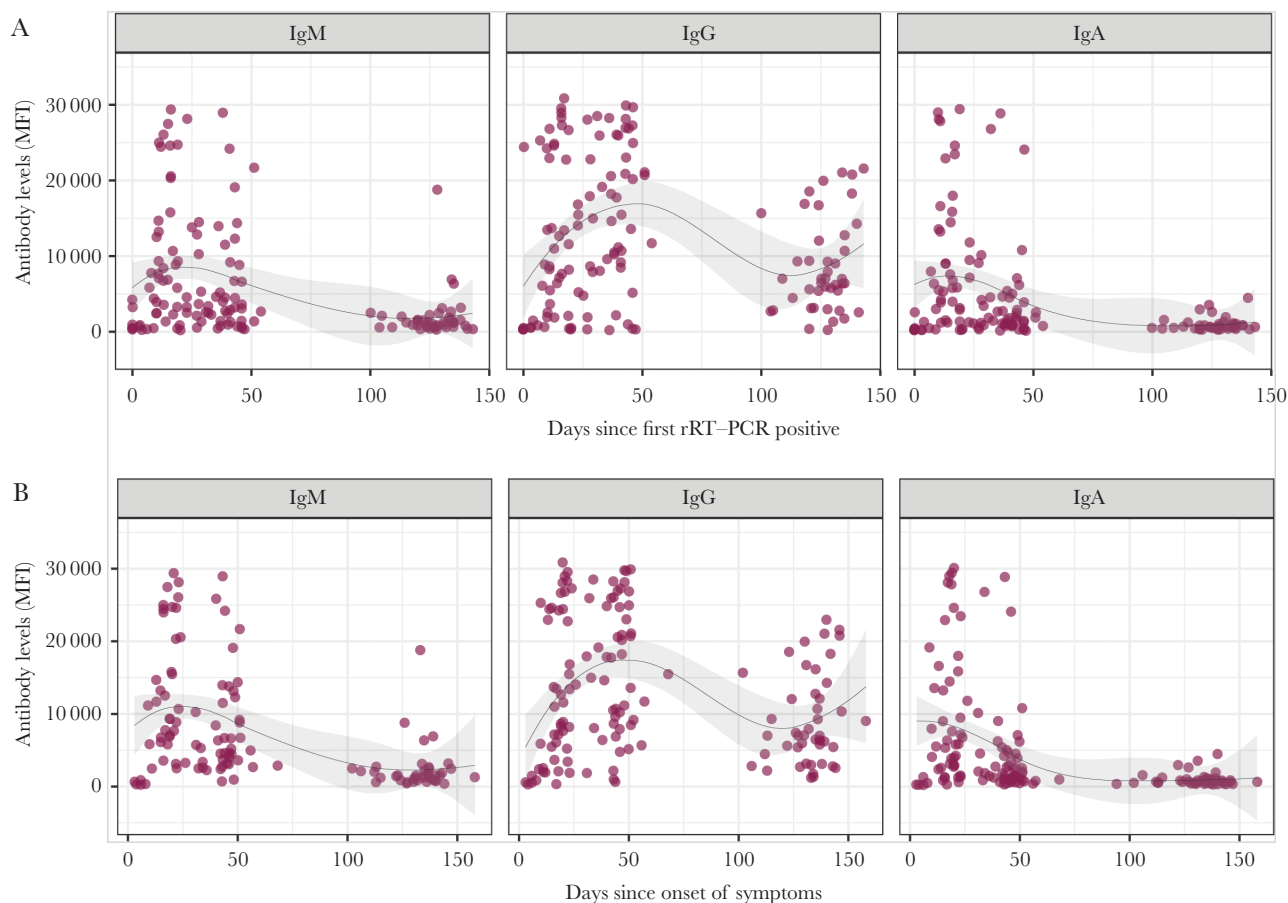 A
IgM IgG IgA
Antibody levels (MFI)
30 000
20 000
10 000
0
0 50 100 150 0 50 100 150 0 50 100 150
Days since first rRT–PCR positive
B
IgM IgG IgA
Antibody levels (MFI)
30 000
20 000
10 000
0
0 50 100 150 0 50 100 150 0 50 100 150
Days since onset of symptoms